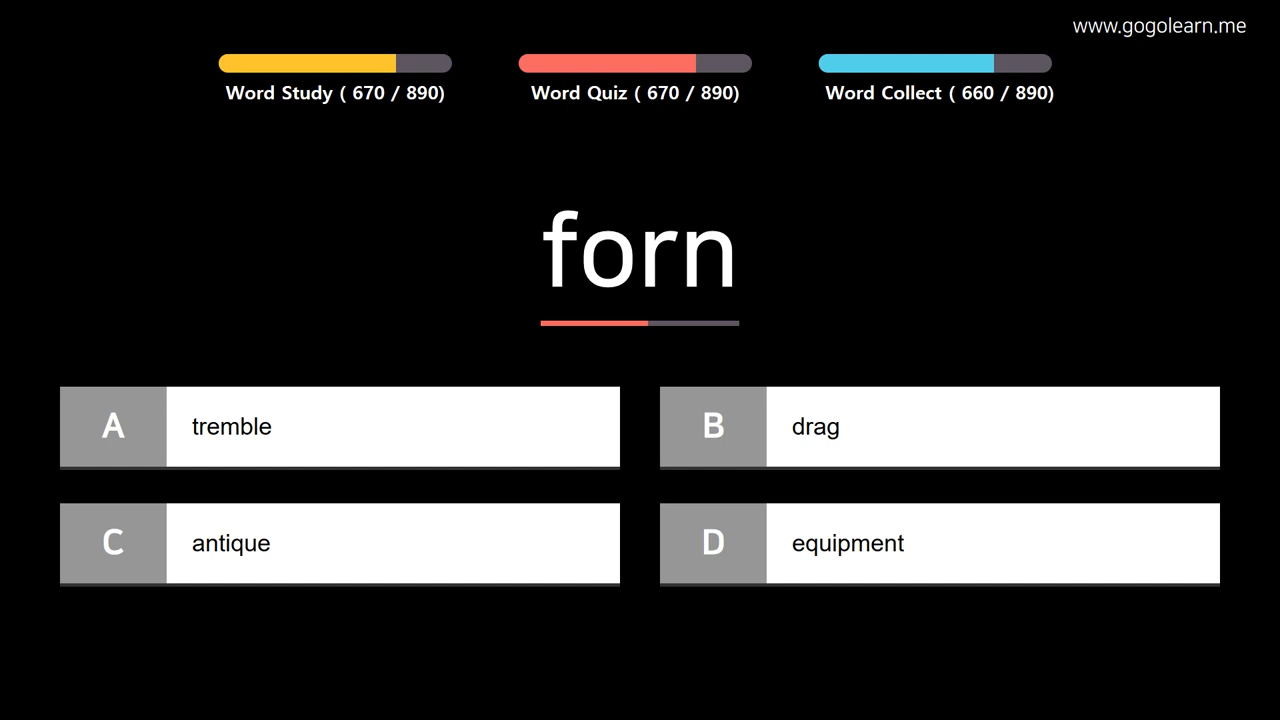 www.gogolearn.me
Word Study ( 670 / 890)
Word Quiz ( 670 / 890)
Word Collect ( 660 / 890)
forn
A tremble
B drag
C antique
D equipment